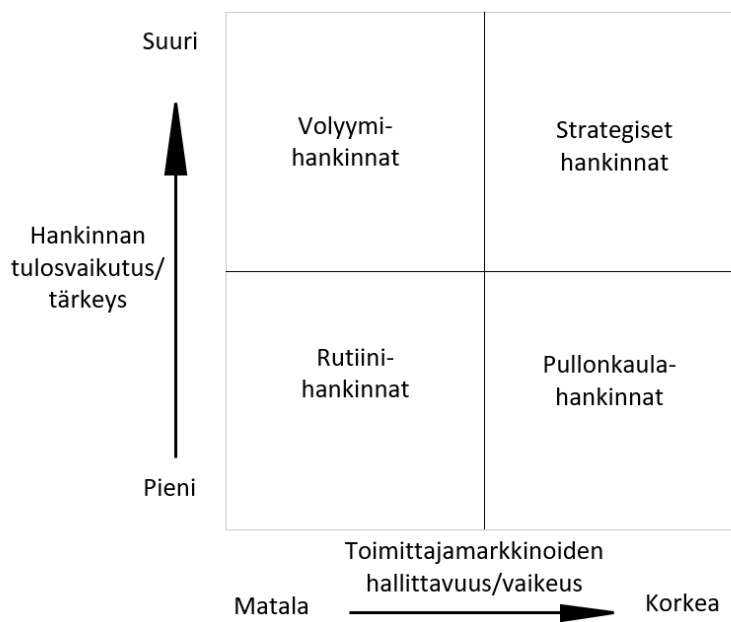 Suuri
Volyymi-
hankinnat
Strategiset
hankinnat
Hankinnan
tulosvaikutus/
tärkeys
Rutiini-
hankinnat
Pullonkaula-
hankinnat
Pieni
Toimittajamarkkinoiden
hallittavuus/vaikeus
Matala
Korkea